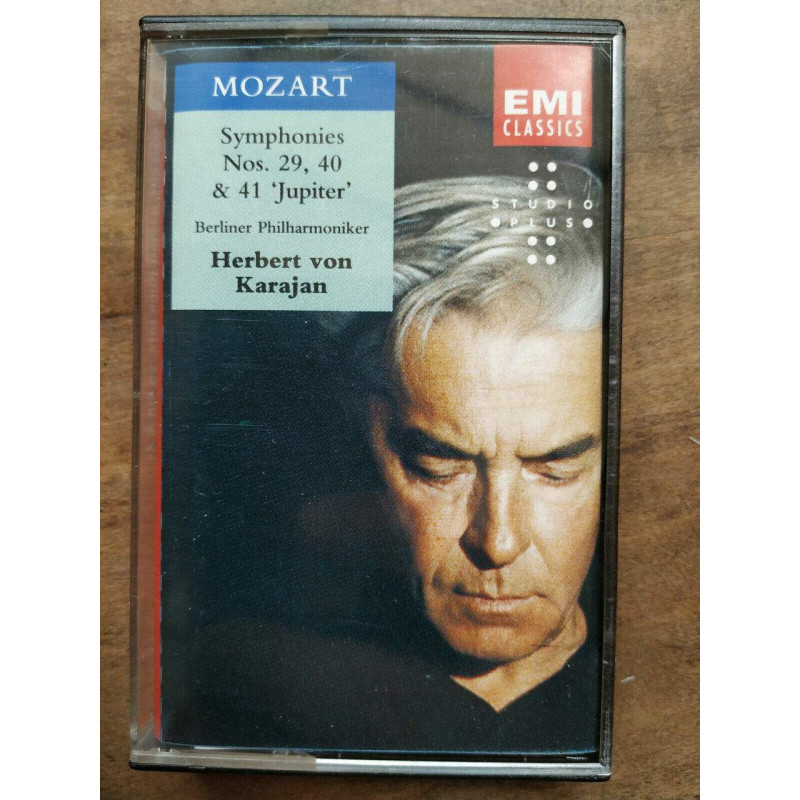 MOZART
Symphonies
Nos. 29, 40
& 41 ‘Jupiter’
Berliner Philharmoniker
Herbert von
Karajan
EMI
CLASSICS
STUDIO
PLUS